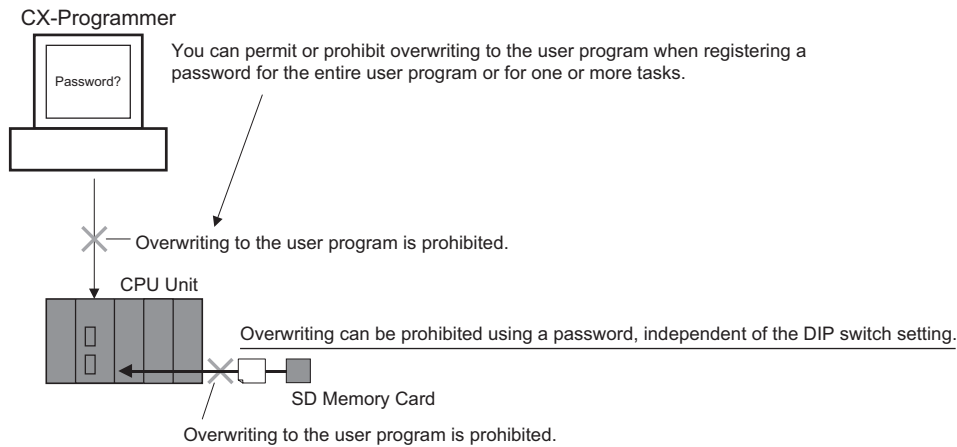 CX-Programmer
You can permit or prohibit overwriting to the user program when registering a
password for the entire user program or for one or more tasks.
Password?
Overwriting to the user program is prohibited.
CPU Unit
Overwriting can be prohibited using a password, independent of the DIP switch setting.
SD Memory Card
Overwriting to the user program is prohibited.